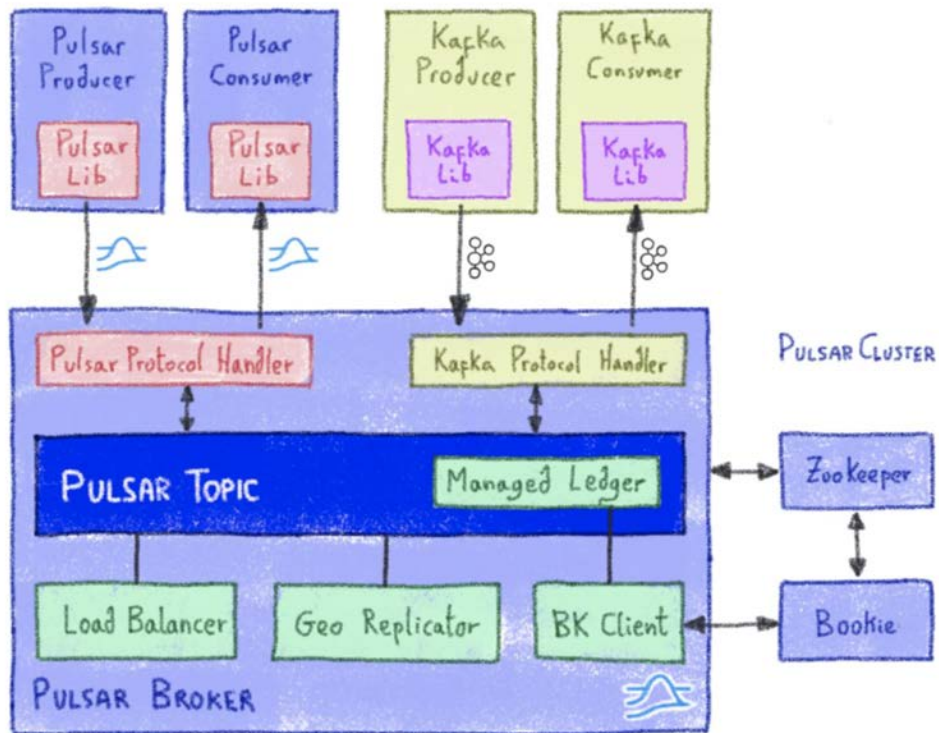 Pulsar
Producer
Pulsar
Lib
Pulsar
Consumer
Pulsar
Lib
Kafka
Producer
Kafka
Lib
Kafka
Consumer
Kafka
Lib
Pulsar Protocol Handler
Kafka Protocol Handler
PULSAR CLUSTER
PULSAR TOPIC
Managed Ledger
Zookeeper
Load Balancer
Geo Replicator
BK Client
Bookie
PULSAR BROKER